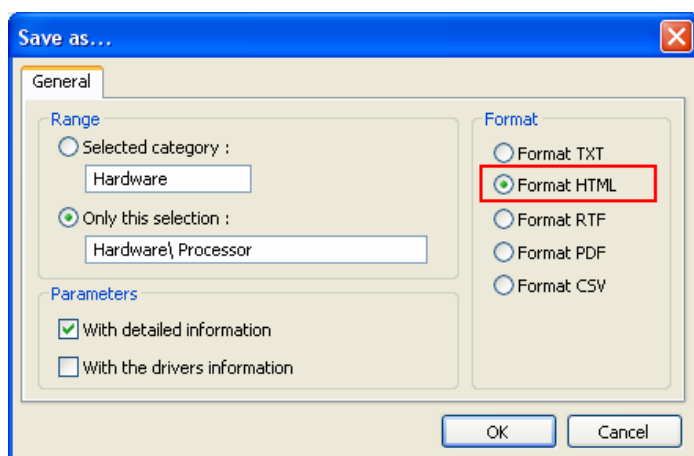 Save as...
General
Range
Selected category :
Hardware
Only this selection :
Hardware\ Processor
Parameters
With detailed information
With the drivers information
Format
Format TXT
Format HTML
Format RTF
Format PDF
Format CSV
OK
Cancel